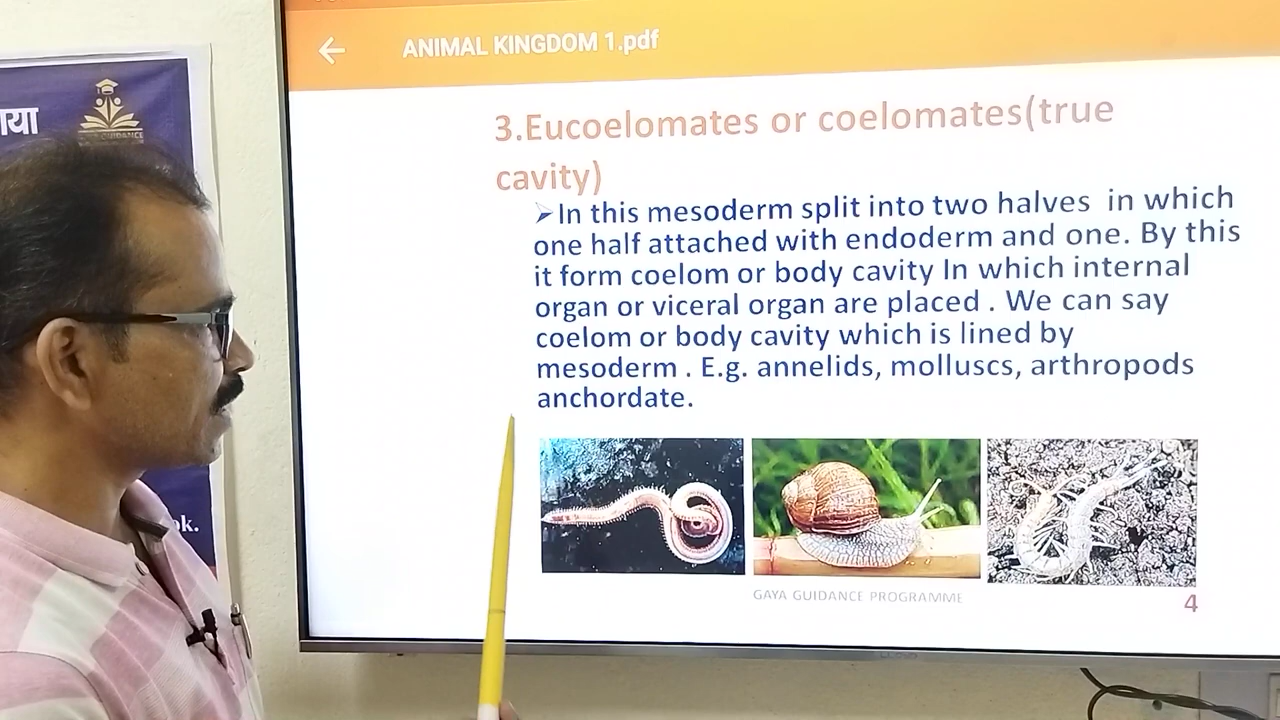 ANIMAL KINGDOM 1.pdf
याया
GUIDANCE
3.Eucoelomates or coelomates(true
cavity)
➢In this mesoderm split into two halves in which
one half attached with endoderm and one. By this
it form coelom or body cavity In which internal
organ or viceral organ are placed . We can say
coelom or body cavity which is lined by
mesoderm . E.g. annelids, molluscs, arthropods
anchordate.
ok.
GAYA GUIDANCE PROGRAMME
4